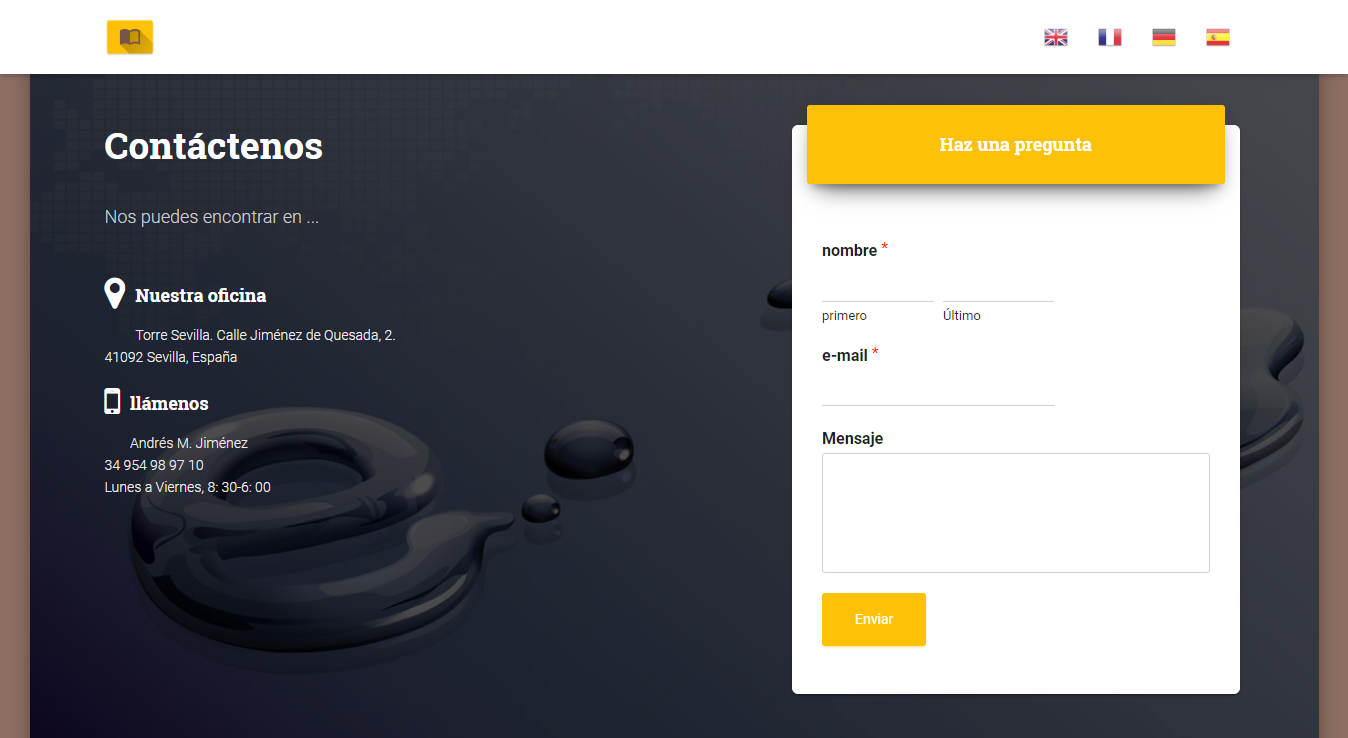 Contáctenos
Nos puedes encontrar en ...
Nuestra oficina
Torre Sevilla. Calle Jiménez de Quesada, 2.
41092 Sevilla, España
llámenos
Andrés M. Jiménez
34 954 98 97 10
Lunes a Viernes, 8: 30-6: 00
Haz una pregunta
nombre *
primero Último
e-mail *
Mensaje
Enviar